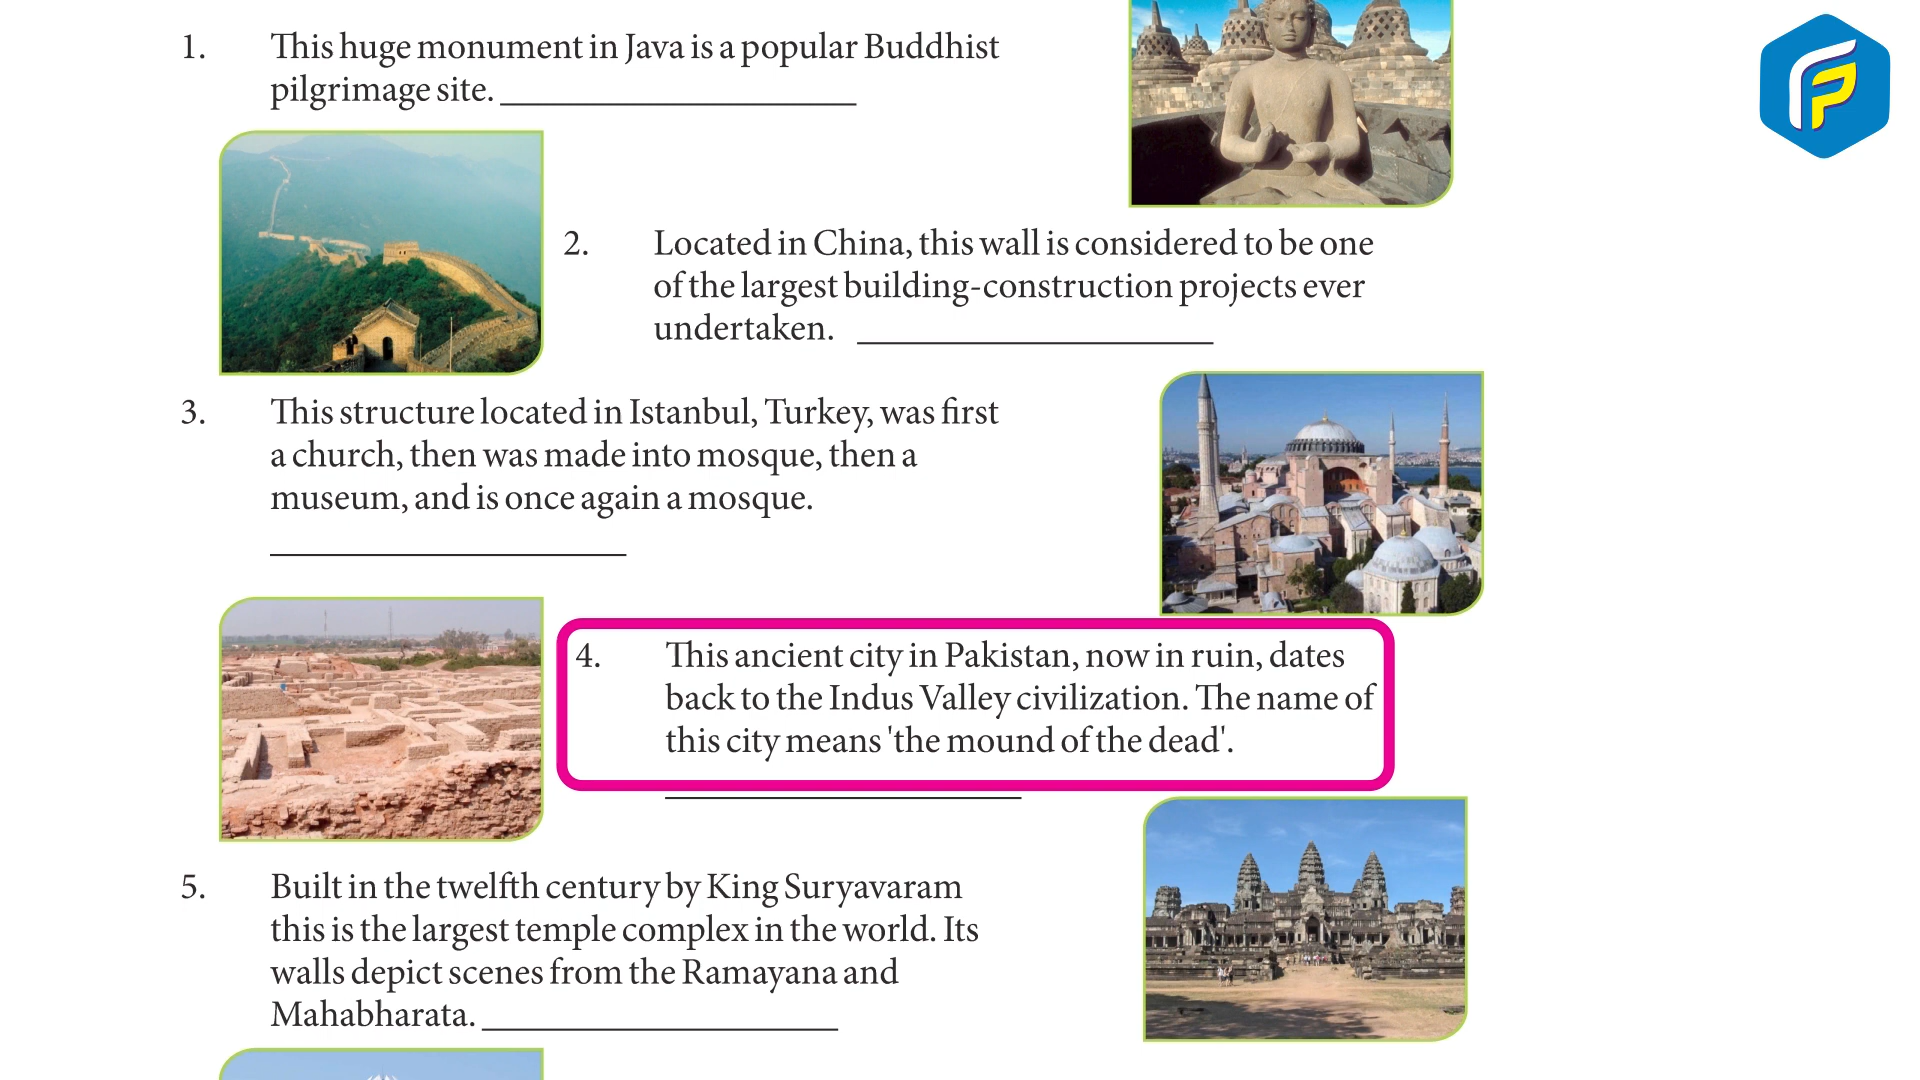 1. This huge monument in Java is a popular Buddhist
pilgrimage site.
2. Located in China, this wall is considered to be one
of the largest building-construction projects ever
undertaken.
3. This structure located in Istanbul, Turkey, was first
a church, then was made into mosque, then a
museum, and is once again a mosque.
4. This ancient city in Pakistan, now in ruin, dates
back to the Indus Valley civilization. The name of
this city means 'the mound of the dead'.
5. Built in the twelfth century by King Suryavaram
this is the largest temple complex in the world. Its
walls depict scenes from the Ramayana and
Mahabharata.